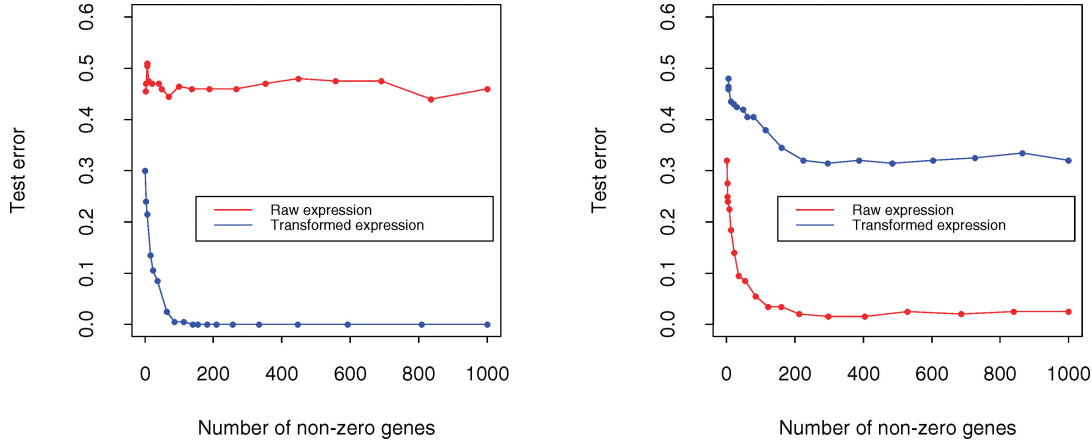 0.6
0.5
0.4
0.3
0.2
0.1
0.0
Test error
Raw expression
Transformed expression
0 200 400 600 800 1000
Number of non-zero genes
0.6
0.5
0.4
0.3
0.2
0.1
0.0
Test error
Raw expression
Transformed expression
0 200 400 600 800 1000
Number of non-zero genes